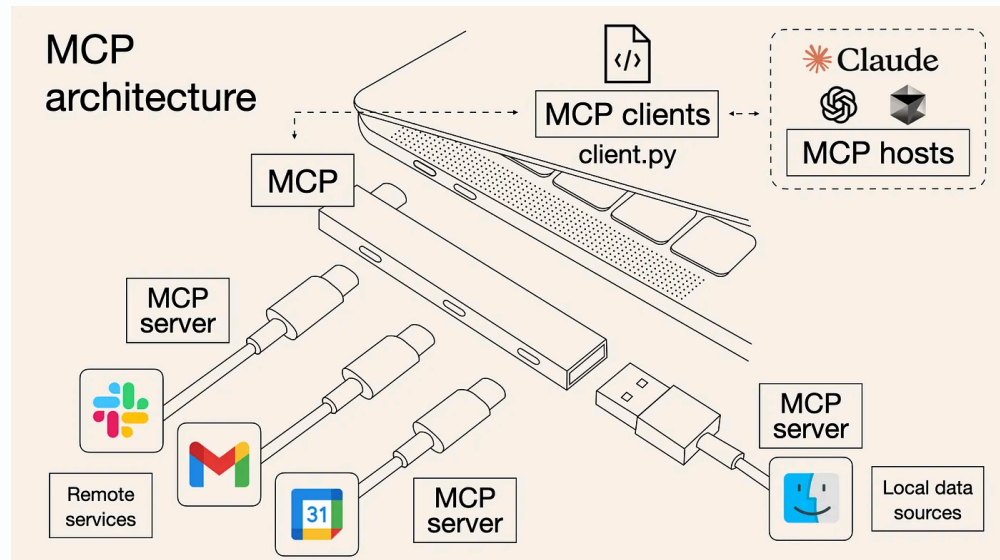 MCP
architecture
</>
MCP clients
client.py
Claude
MCP hosts
MCP
MCP
server
MCP
server
MCP
server
31
Remote
services
Local data
sources